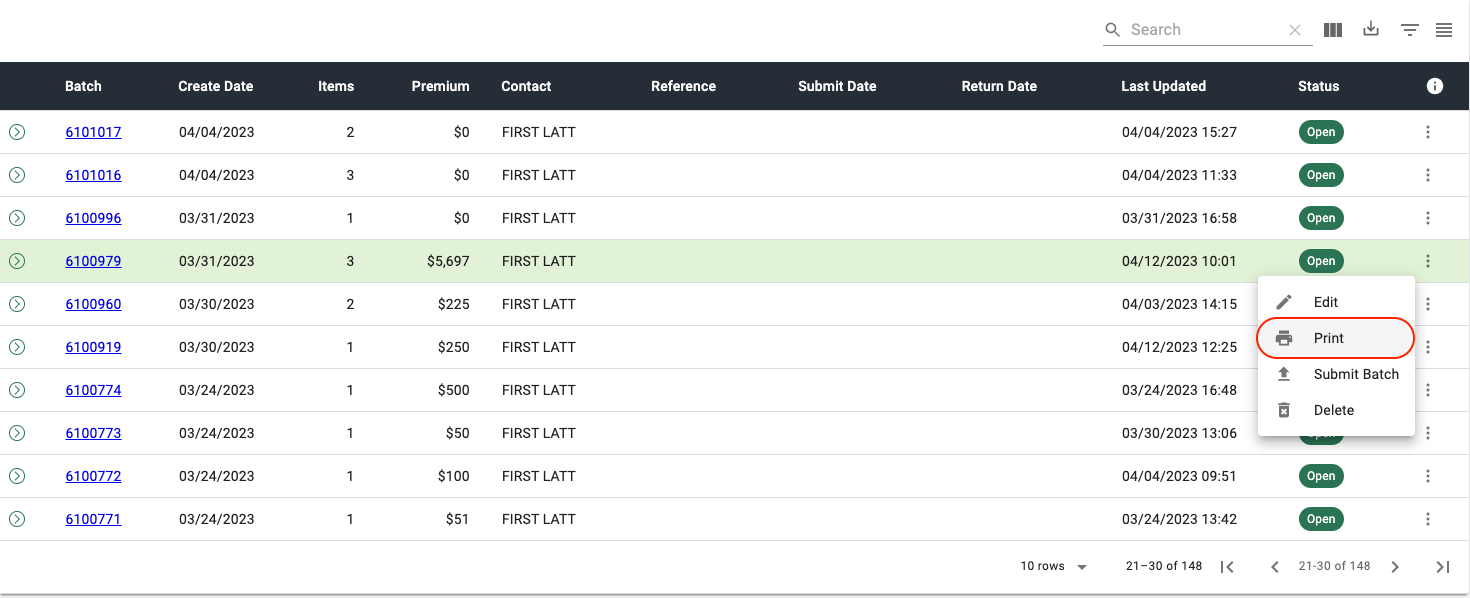 Search
Batch Create Date Items Premium Contact Reference Submit Date Return Date Last Updated Status
6101017 04/04/2023 2 $0 FIRST LATT 04/04/2023 15:27 Open
6101016 04/04/2023 3 $0 FIRST LATT 04/04/2023 11:33 Open
6100996 03/31/2023 1 $0 FIRST LATT 03/31/2023 16:58 Open
6100979 03/31/2023 3 $5,697 FIRST LATT 04/12/2023 10:01 Open
6100960 03/30/2023 2 $225 FIRST LATT 04/03/2023 14:15 Edit
6100919 03/30/2023 1 $250 FIRST LATT 04/12/2023 12:25 Print
6100774 03/24/2023 1 $500 FIRST LATT 03/24/2023 16:48 Submit Batch
Delete
6100773 03/24/2023 1 $50 FIRST LATT 03/30/2023 13:06
6100772 03/24/2023 1 $100 FIRST LATT 04/04/2023 09:51 Open
6100771 03/24/2023 1 $51 FIRST LATT 03/24/2023 13:42 Open
10 rows 21–30 of 148 21-30 of 148